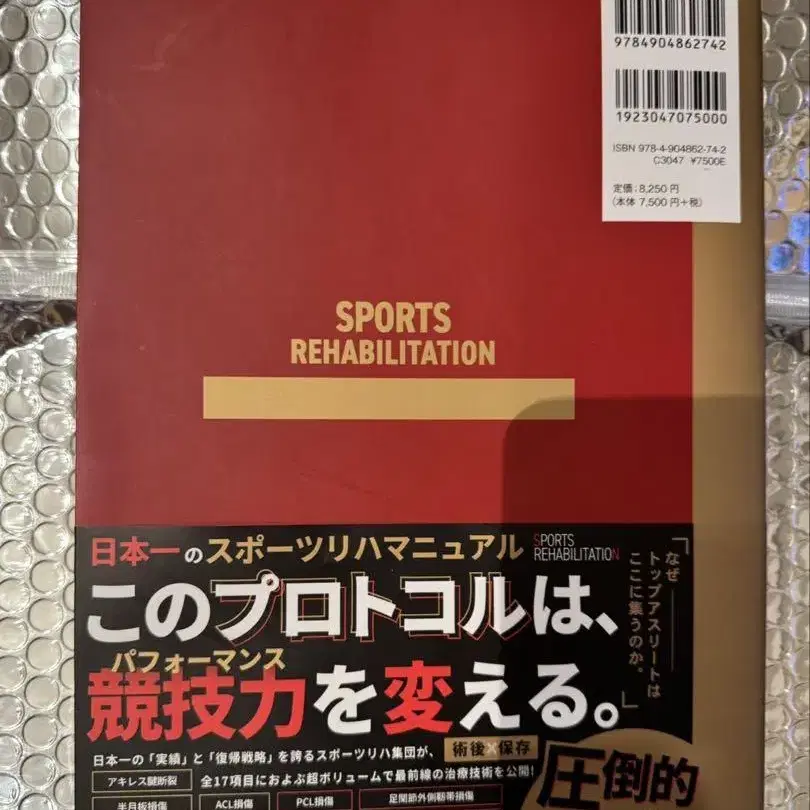 9784904862742
1923047075000
ISBN 978-4-904862-74-2
C3047 ¥7500E
定価:8,250円
(本体 7,500円+税)
SPORTS
REHABILITATION
日本一のスポーツリハマニュアル
SPORTS
REHABILITATION
「なぜ
トップアスリートは
ここに集うのか。」
このプロトコルは、
パフォーマンス
競技力を変える。
日本一の「実績」と「復帰戦略」を誇るスポーツリハ集団が、
術後×保存
全17項目におよぶ超ボリュームで最前線の治療技術を公開!
圧倒的
アキレス腱断裂
半月板損傷
ACL損傷
PCL損傷
足関節外側靭帯損傷